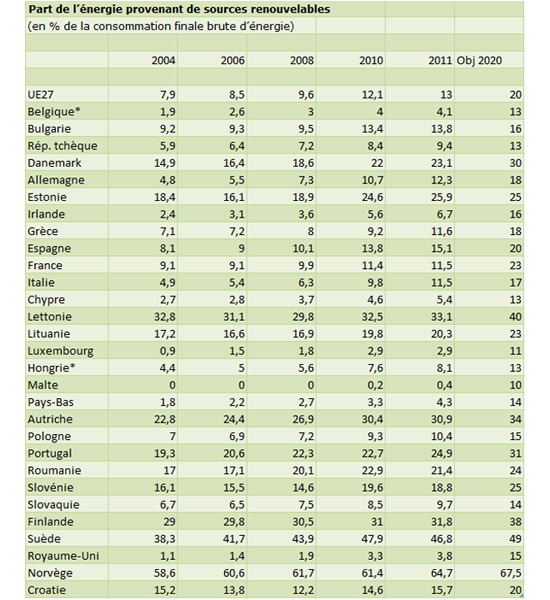 Part de l'énergie provenant de sources renouvelables
(en % de la consommation finale brute d'énergie)
2004 2006 2008 2010 2011 Obj 2020
UE27 7,9 8,5 9,6 12,1 13 20
Belgique* 1,9 2,6 3 4 4,1 13
Bulgarie 9,2 9,3 9,5 13,4 13,8 16
Rép. tchèque 5,9 6,4 7,2 8,4 9,4 13
Danemark 14,9 16,4 18,6 22 23,1 30
Allemagne 4,8 5,5 7,3 10,7 12,3 18
Estonie 18,4 16,1 18,9 24,6 25,9 25
Irlande 2,4 3,1 3,6 5,6 6,7 16
Grèce 7,1 7,2 8 9,2 11,6 18
Espagne 8,1 9 10,1 13,8 15,1 20
France 9,1 9,1 9,9 11,4 11,5 23
Italie 4,9 5,4 6,3 9,8 11,5 17
Chypre 2,7 2,8 3,7 4,6 5,4 13
Lettonie 32,8 31,1 29,8 32,5 33,1 40
Lituanie 17,2 16,6 16,9 19,8 20,3 23
Luxembourg 0,9 1,5 1,8 2,9 2,9 11
Hongrie* 4,4 5 5,6 7,6 8,1 13
Malte 0 0 0 0,2 0,4 10
Pays-Bas 1,8 2,2 2,7 3,3 4,3 14
Autriche 22,8 24,4 26,9 30,4 30,9 34
Pologne 7 6,9 7,2 9,3 10,4 15
Portugal 19,3 20,6 22,3 22,7 24,9 31
Roumanie 17 17,1 20,1 22,9 21,4 24
Slovénie 16,1 15,5 14,6 19,6 18,8 25
Slovaquie 6,7 6,5 7,5 8,5 9,7 14
Finlande 29 29,8 30,5 31 31,8 38
Suède 38,3 41,7 43,9 47,9 46,8 49
Royaume-Uni 1,1 1,4 1,9 3,3 3,8 15
Norvège 58,6 60,6 61,7 61,4 64,7 67,5
Croatie 15,2 13,8 12,2 14,6 15,7 20